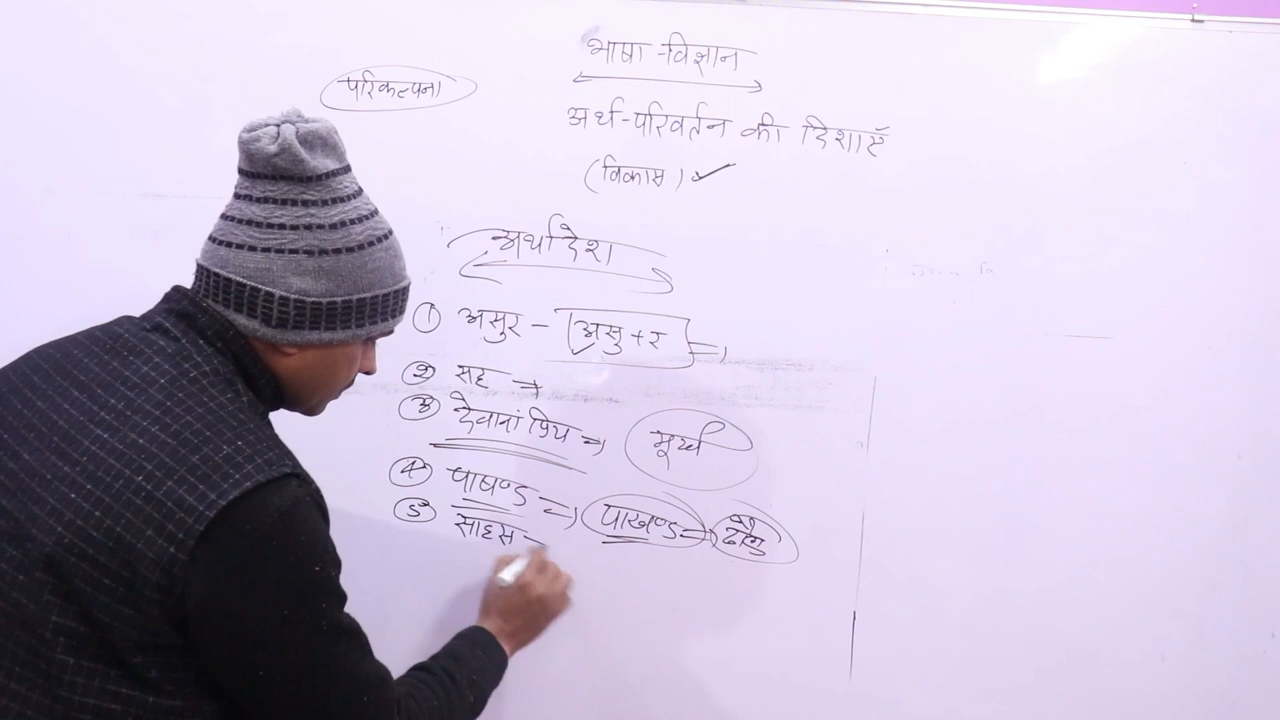 भाषा-विज्ञान
परिकल्पना
अर्थ-परिवर्तन की दिशाएँ
(विकास) ✓
अर्थादेश
① असुर - असु+र ⇒
② सह →
③ देवानां प्रिय ⇒ मूर्ख
④ पाषण्ड ⇒ पाखण्ड ⇒ ढोंग
⑤ साहस -